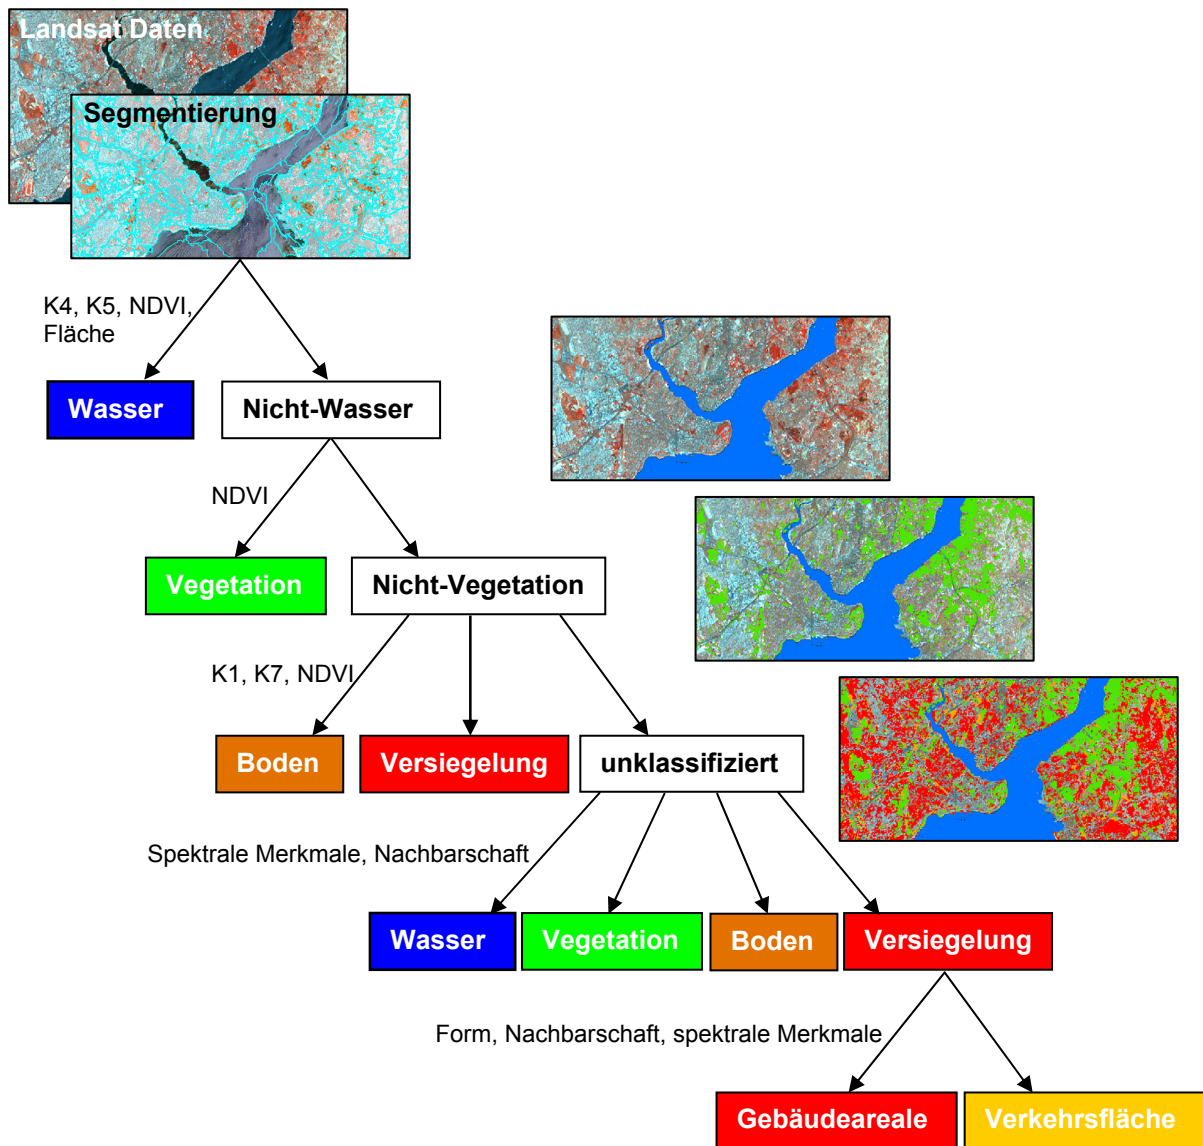 Landsat Daten
Segmentierung
K4, K5, NDVI,
Fläche
Wasser
Nicht-Wasser
NDVI
Vegetation
Nicht-Vegetation
K1, K7, NDVI
Boden
Versiegelung
unklassifiziert
Spektrale Merkmale, Nachbarschaft
Wasser
Vegetation
Boden
Versiegelung
Form, Nachbarschaft, spektrale Merkmale
Gebäudeareale
Verkehrsfläche